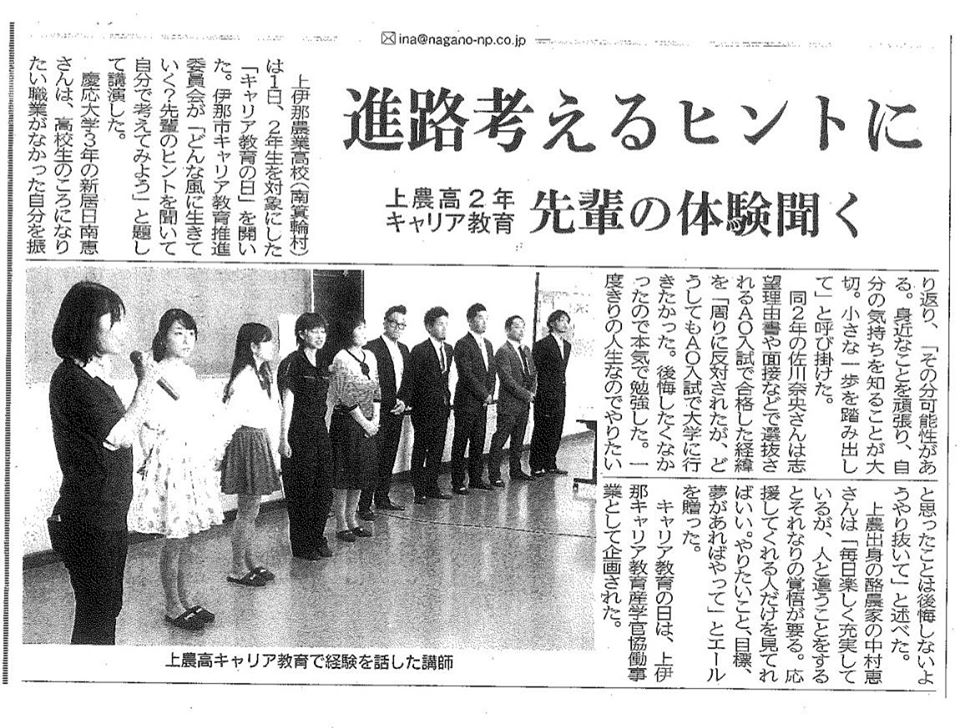 ina@nagano-np.co.jp
進路考えるヒントに
上農高2年
キャリア教育
先輩の体験聞く
上伊那農業高校(南箕輪村)
は1日、2年生を対象にした
「キャリア教育の日」を開い
た。伊那市キャリア教育推進
委員会が「どんな風に生きて
いく?先輩のヒントを聞いて
自分で考えてみよう」と題し
て講演した。
慶応大学3年の新居日南恵
さんは、高校生のころになり
たい職業がなかった自分を振
り返り、「その分可能性があ
る。身近なことを頑張り、自
分の気持ちを知ることが大
切。小さな一歩を踏み出し
て」と呼び掛けた。
同2年の佐川奈央さんは志
望理由書や面接などで選抜さ
れるAO入試で合格した経緯
を「周りに反対されたが、ど
うしてもAO入試で大学に行
きたかった。後悔したくなか
ったので本気で勉強した。一
度きりの人生なのでやりたい
と思ったことは後悔しないよ
うやり抜いて」と述べた。
上農出身の酪農家の中村恵
さんは「毎日楽しく充実して
いるが、人と違うことをする
とそれなりの覚悟が要る。応
援してくれる人だけを見てれ
ばいい。やりたいこと、目標、
夢があればやって」とエール
を贈った。
キャリア教育の日は、上伊
那キャリア教育産学官協働事
業として企画された。
上農高キャリア教育で経験を話した講師